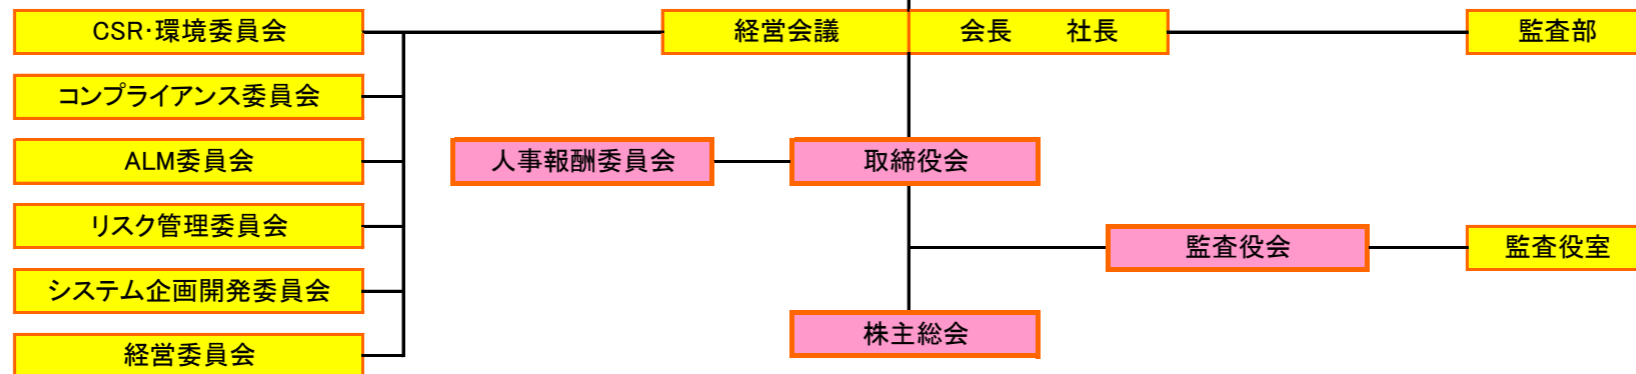 CSR・環境委員会
経営会議
会長 社長
監査部
コンプライアンス委員会
ALM委員会
人事報酬委員会
取締役会
リスク管理委員会
監査役会
監査役室
システム企画開発委員会
株主総会
経営委員会